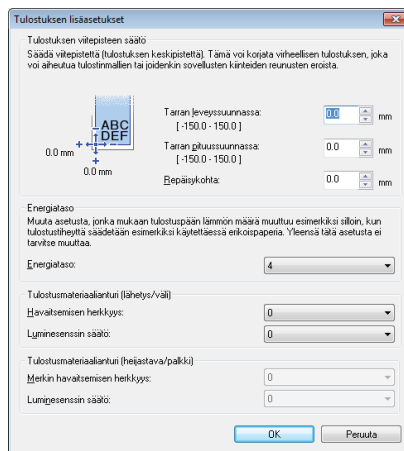 Tulostuksen lisäasetukset
Tulostuksen viitepisteen säätö
Säädä viitepistettä (tulostuksen keskipistettä). Tämä voi korjata virheellisen tulostuksen, joka
voi aiheutua tulostinmallien tai joidenkin sovellusten kiinteiden reunusten eroista.
ABC
DEF
0.0 mm
0.0 mm
Tarran leveyssuunnassa:
[ -150.0 - 150.0 ]
0.0 mm
Tarran pituussuunnassa:
[ -150.0 - 150.0 ]
0.0 mm
Repäisykohta:
0.0 mm
Energiataso
Muuta asetusta, jonka mukaan tulostuspään lämmön määrä muuttuu esimerkiksi silloin, kun
tulostustiheyttä säädetään esimerkiksi käytettäessä erikoispaperia. Yleensä tätä asetusta ei
tarvitse muuttaa.
Energiataso:
4
Tulostusmateriaalianturi (lähetys/väli)
Havaitsemisen herkkyys:
0
Luminesenssin säätö:
0
Tulostusmateriaalianturi (heijastava/palkki)
Merkin havaitsemisen herkkyys:
0
Luminesenssin säätö:
0
OK
Peruuta